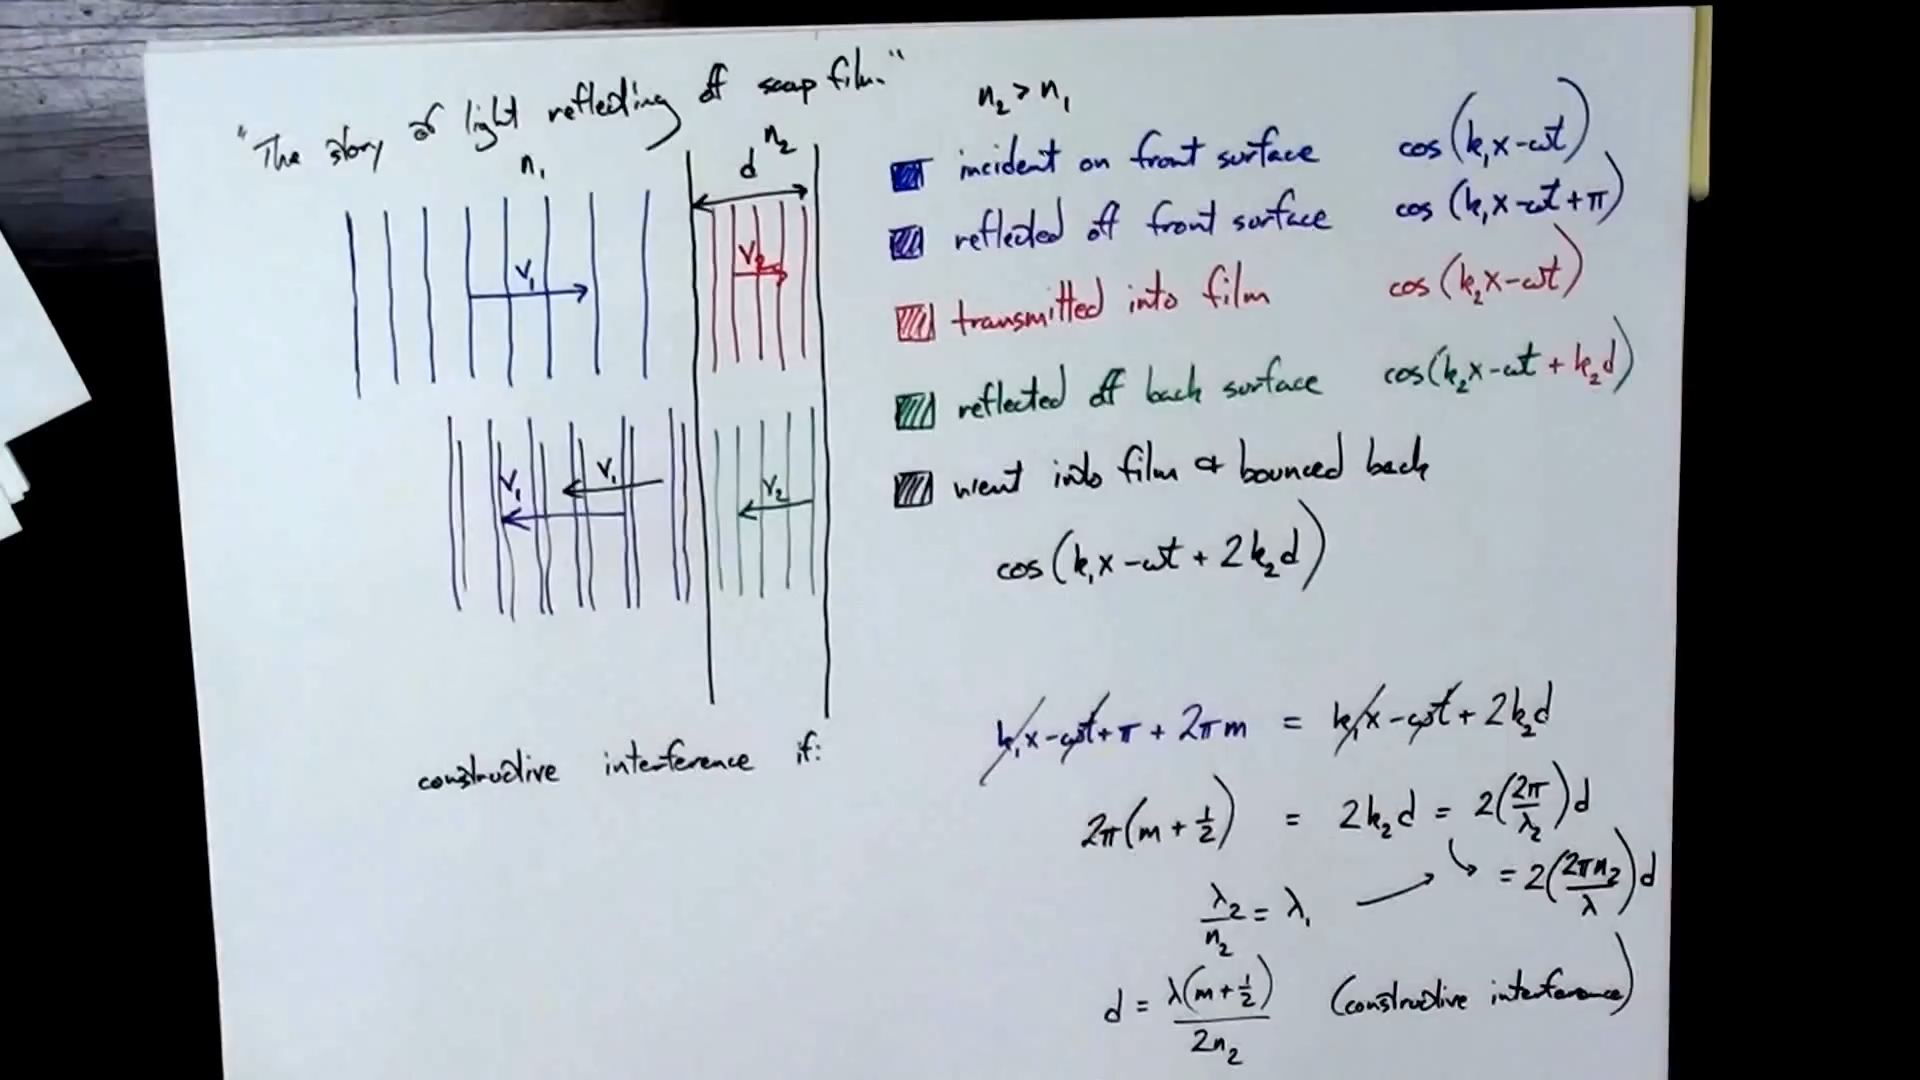 "The story of light reflecting off soap film."
n₁
d
n₂
V₁
V₂
V₁
V₁
V₂
constructive interference if:
n₂ > n₁
incident on front surface cos(k₁x-ωt)
reflected off front surface cos(k₁x-ωt+π)
transmitted into film cos(k₂x-ωt)
reflected off back surface cos(k₂x-ωt+k₂d)
went into film & bounced back
cos(k₁x-ωt+2k₂d)
k₁x-ωt+π+2πm = k₁x-ωt+2k₂d
2π(m+1/2) = 2k₂d = 2(2π/λ₂)d
= 2(2πn₂/λ)d
λ₂/n₂ = λ₁
d = λ(m+1/2)/2n₂ (constructive interference)